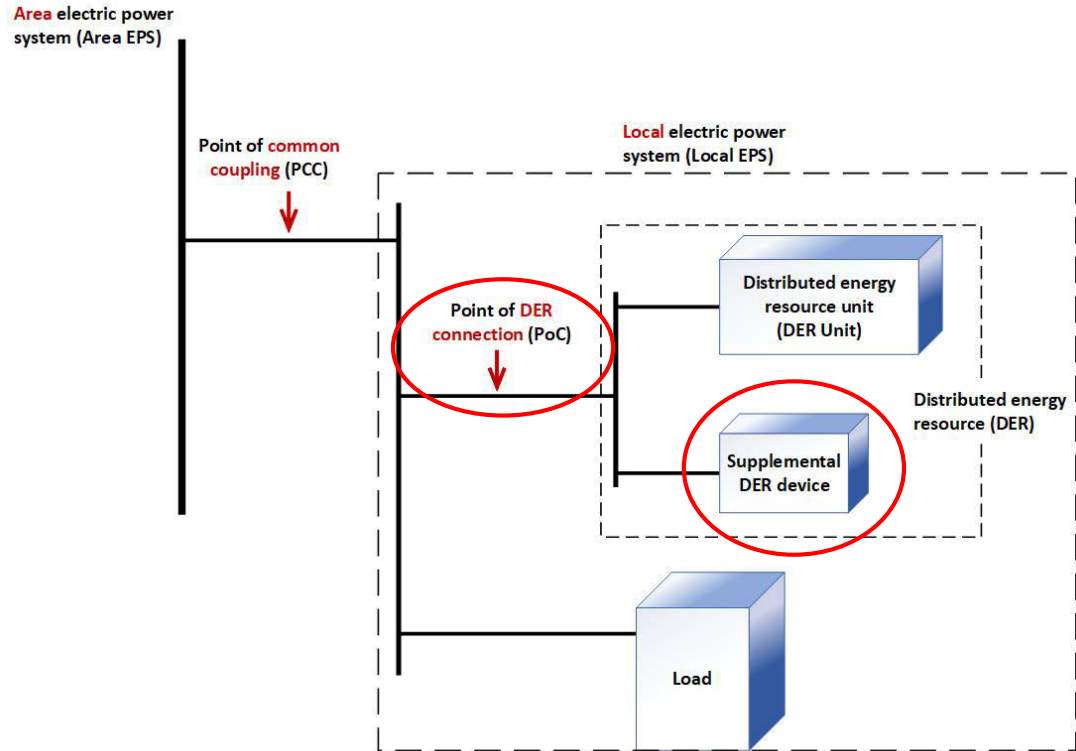 Area electric power
system (Area EPS)
Point of common
coupling (PCC)
Local electric power
system (Local EPS)
Point of DER
connection (PoC)
Distributed energy
resource unit
(DER Unit)
Distributed energy
resource (DER)
Supplemental
DER device
Load